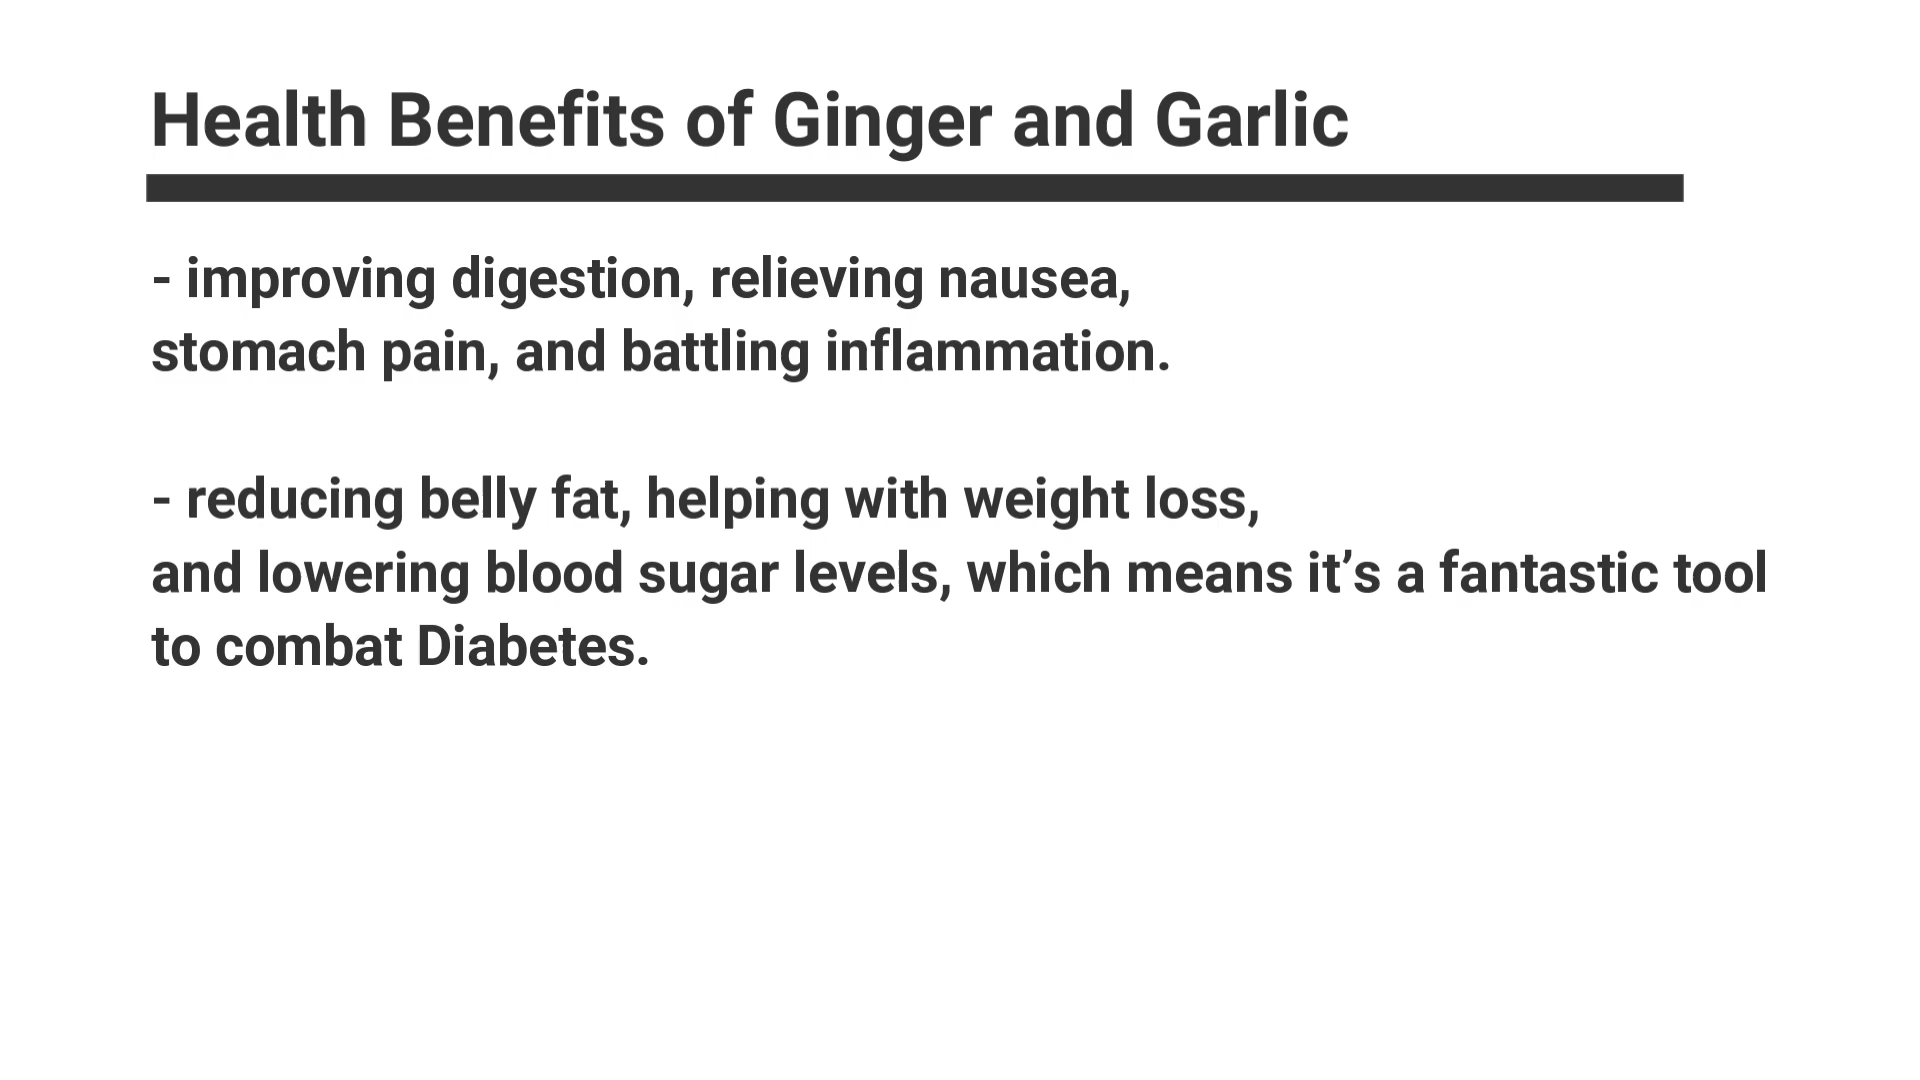 Health Benefits of Ginger and Garlic
- improving digestion, relieving nausea,
stomach pain, and battling inflammation.
- reducing belly fat, helping with weight loss,
and lowering blood sugar levels, which means it’s a fantastic tool
to combat Diabetes.